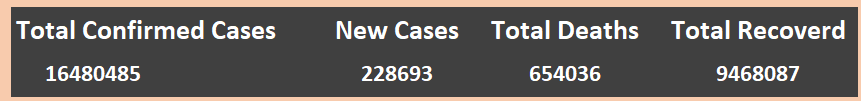 Total Confirmed Cases New Cases Total Deaths Total Recoverd
16480485 228693 654036 9468087